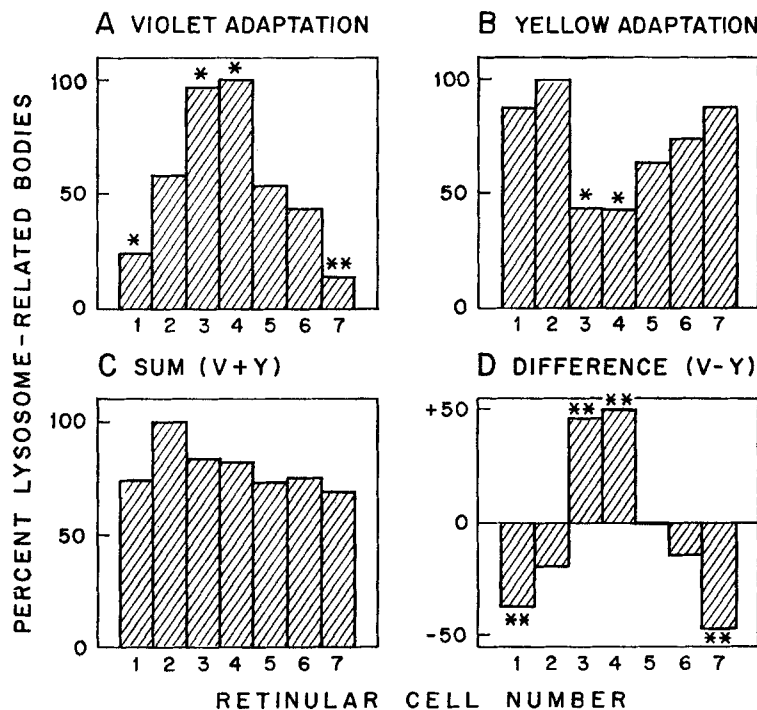 A VIOLET ADAPTATION
B YELLOW ADAPTATION
PERCENT LYSOSOME-RELATED BODIES
100
50
0
* * * **
1 2 3 4 5 6 7
100
50
0
* *
1 2 3 4 5 6 7
C SUM (V+Y)
D DIFFERENCE (V-Y)
100
50
0
1 2 3 4 5 6 7
+50
0
-50
** ** ** **
1 2 3 4 5 6 7
RETINULAR CELL NUMBER